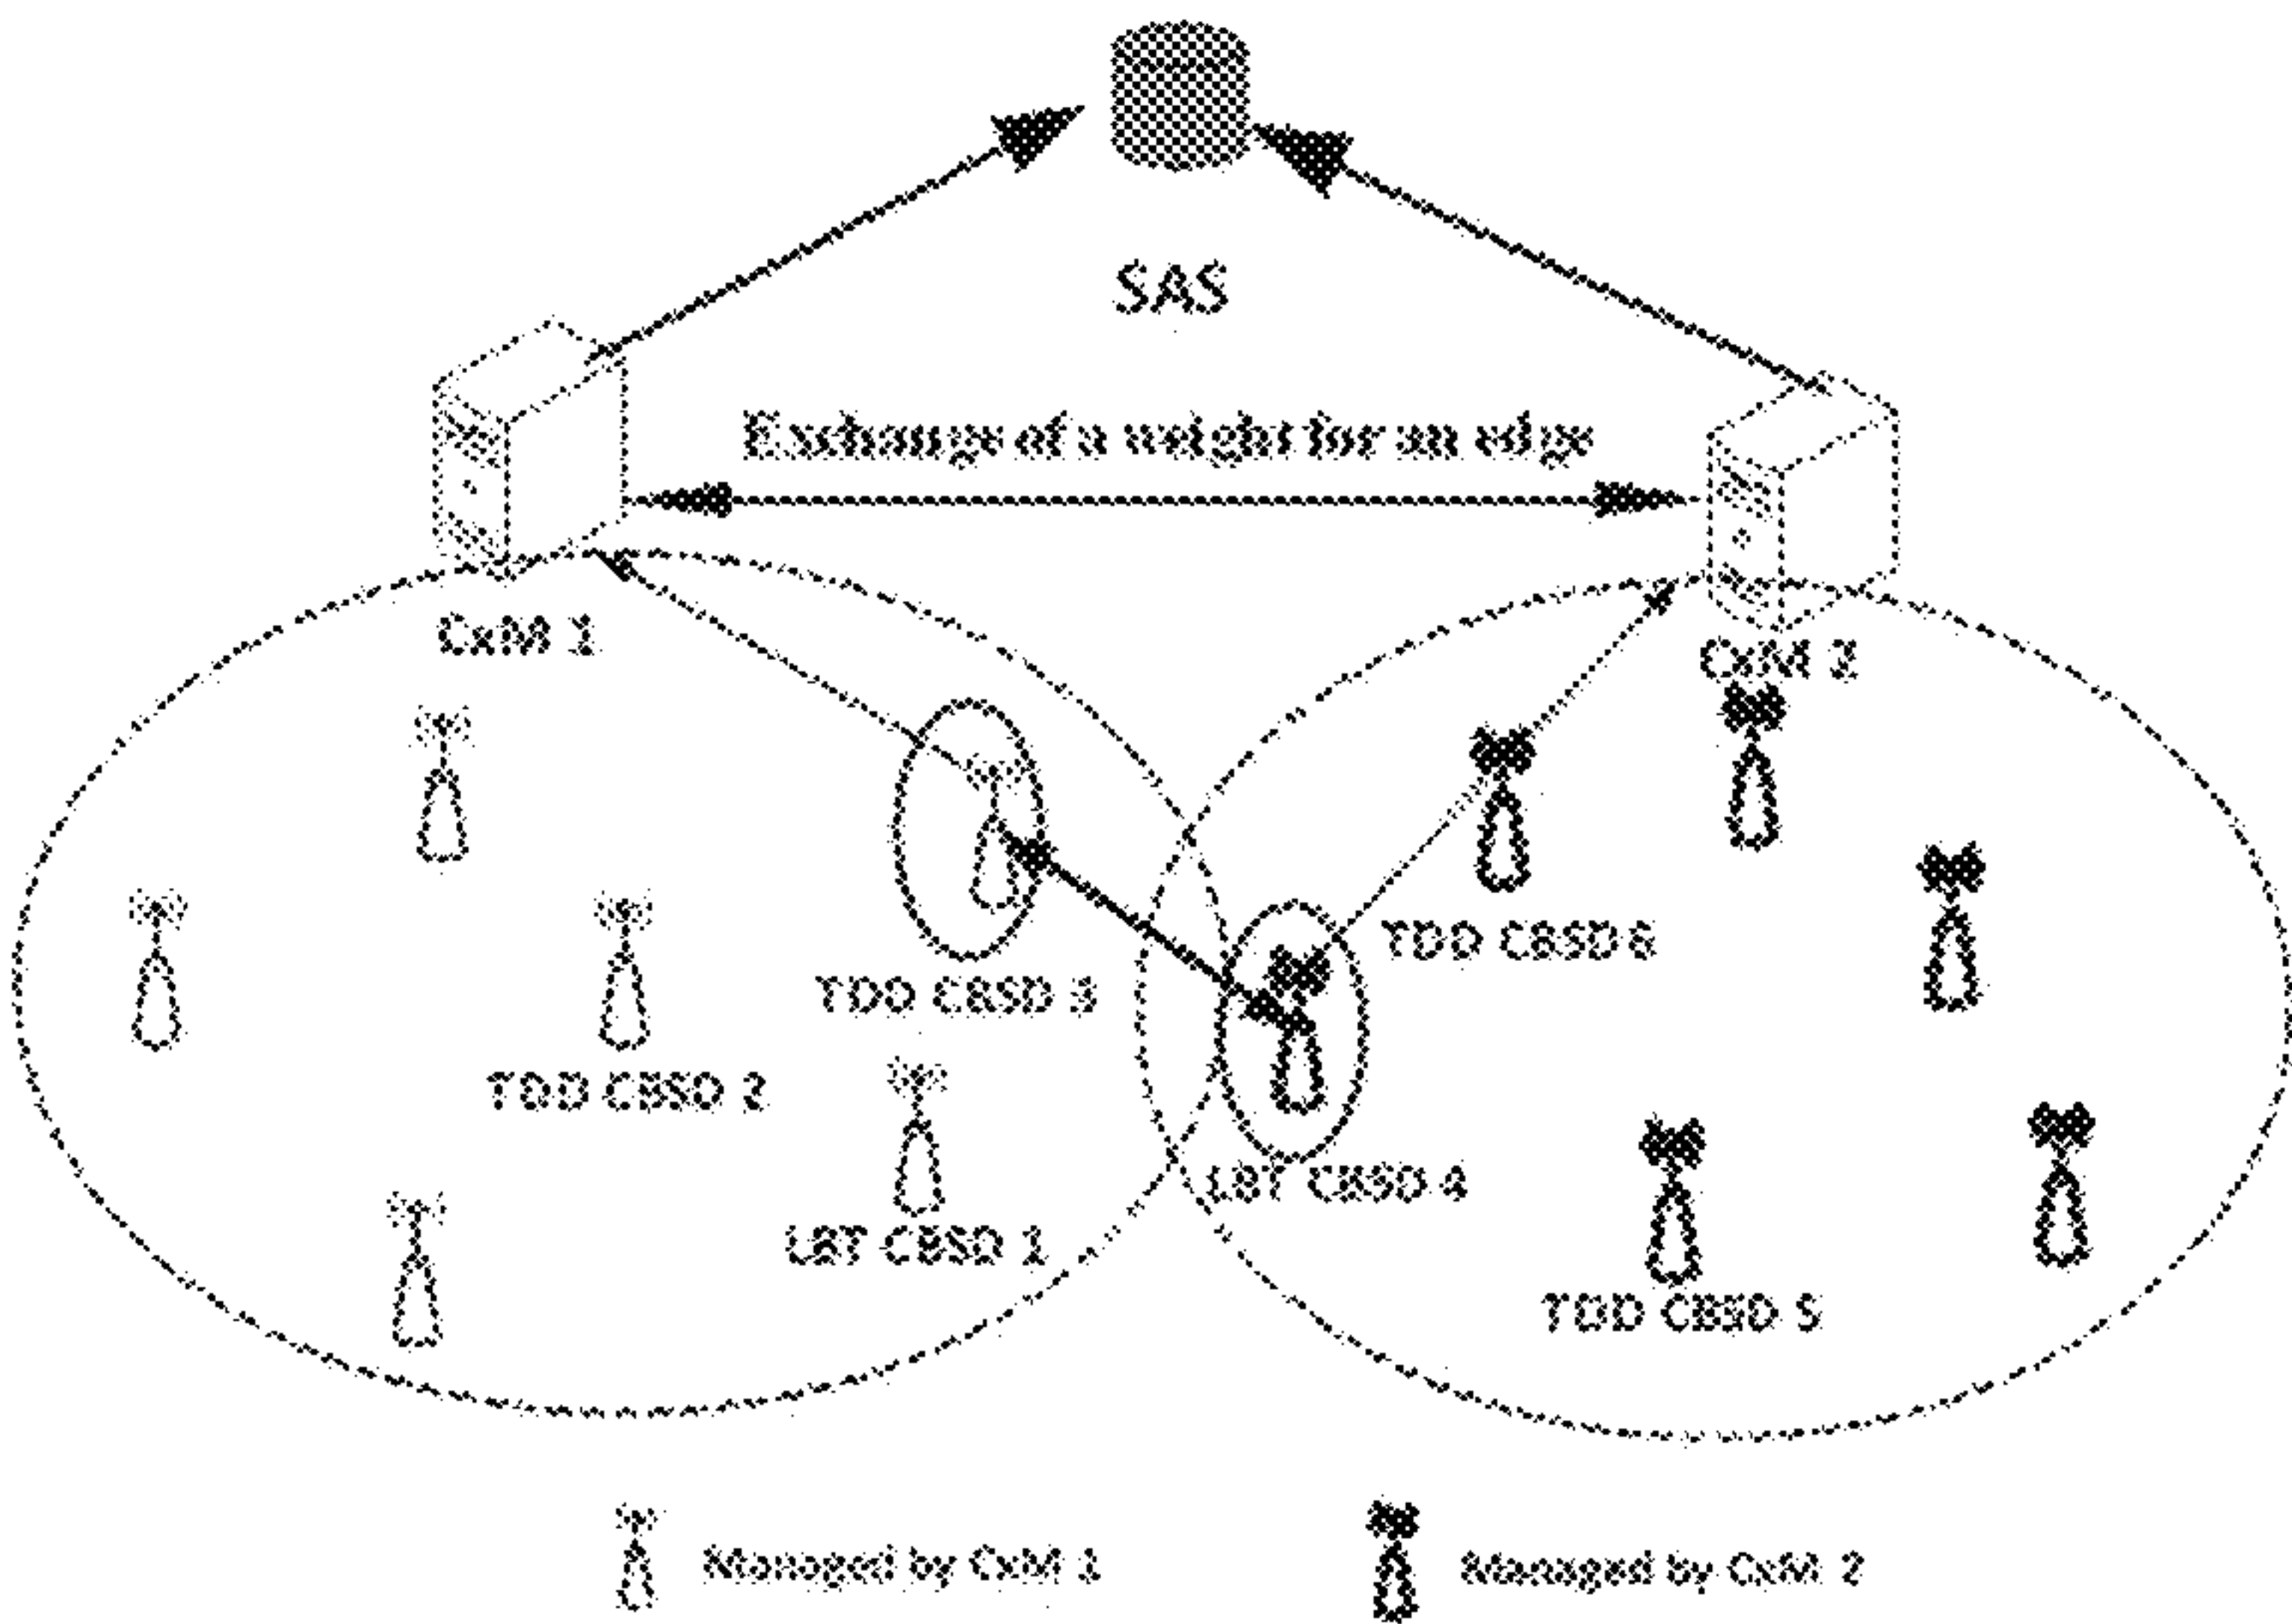 SAS
Exchange of a weight for an edge
CxM 1
CxM 2
TDD CBSD 6
TDD CBSD 3
TDD CBSD 2
LBT CBSD 4
LBT CBSD 1
TDD CBSD 5
Managed by CxM 1
Managed by CxM 2